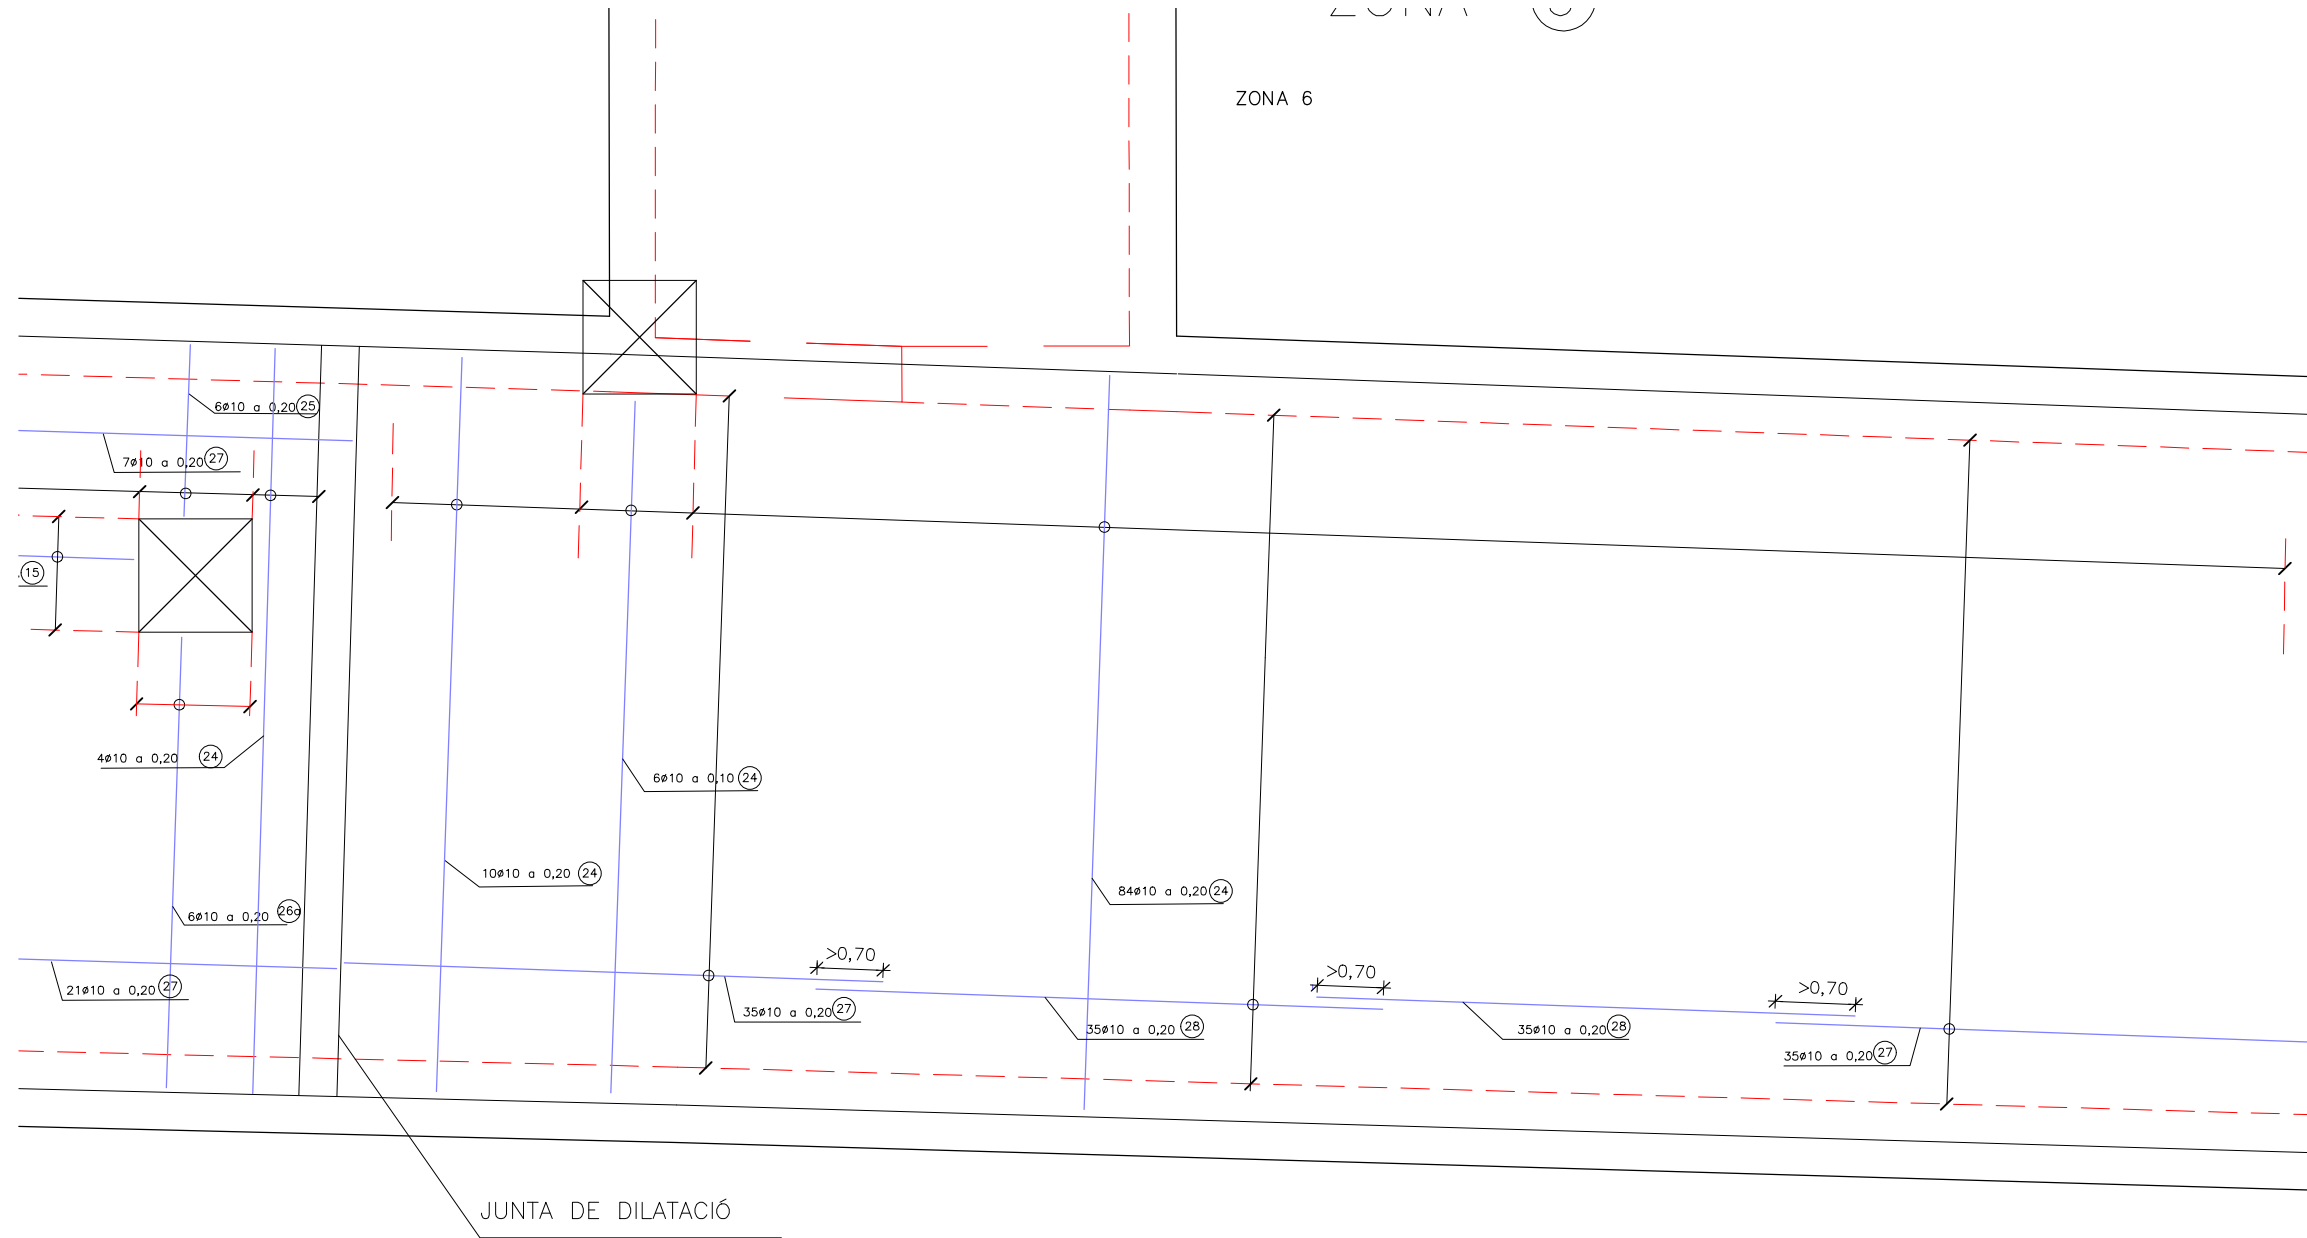 ZONA 6
6ø10 a 0,20 25
7ø10 a 0,20 27
15
4ø10 a 0,20 24
6ø10 a 0,10 24
10ø10 a 0,20 24
84ø10 a 0,20 24
6ø10 a 0,20 26a
>0,70
>0,70
>0,70
21ø10 a 0,20 27
35ø10 a 0,20 27
35ø10 a 0,20 28
35ø10 a 0,20 28
35ø10 a 0,20 27
JUNTA DE DILATACIÓ